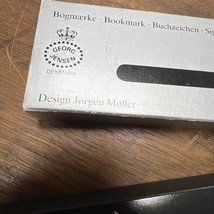 Bogmærke · Bookmark · Buchzeichen ·
GEORG
JENSEN
DENMARK
Design Jørgen Møller